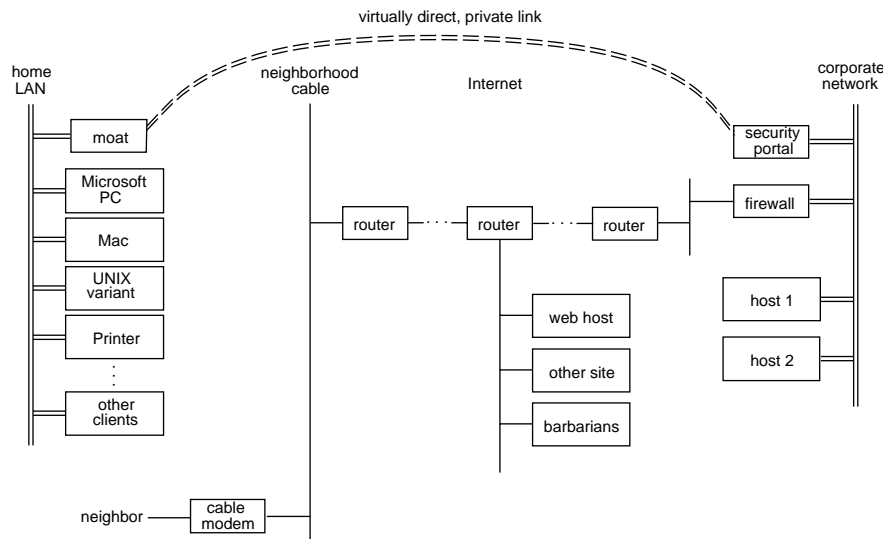 virtually direct, private link
home
LAN
neighborhood
cable
Internet
corporate
network
moat
security
portal
Microsoft
PC
firewall
router
router
router
Mac
UNIX
variant
host 1
web host
Printer
host 2
other site
other
clients
barbarians
neighbor
cable
modem